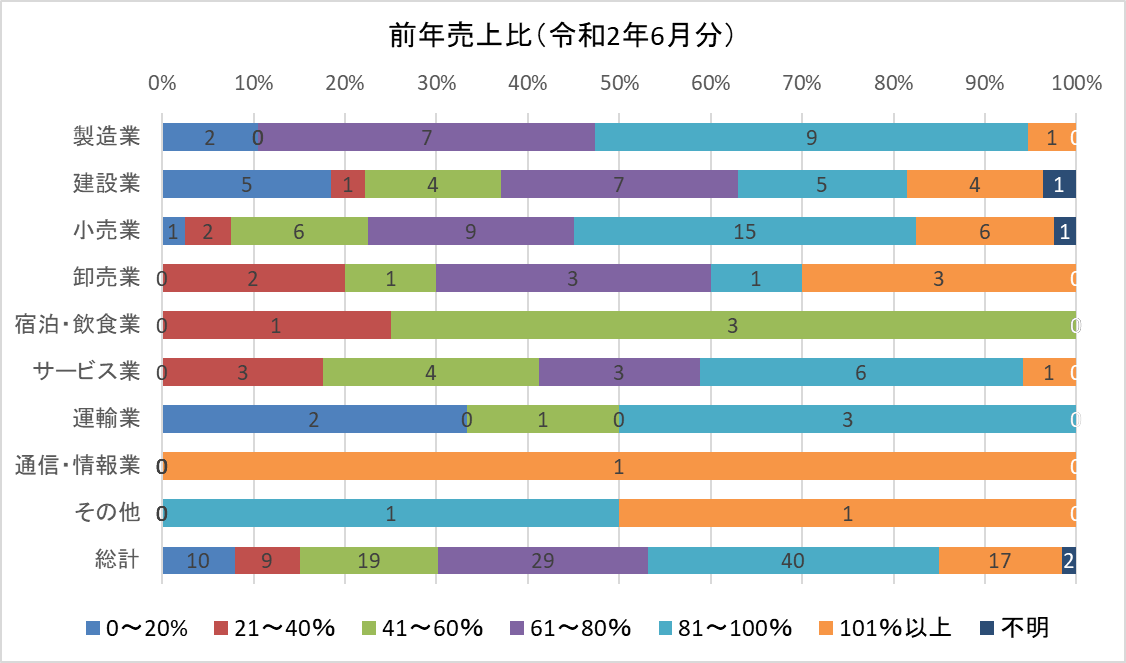 前年売上比（令和2年6月分）
0% 10% 20% 30% 40% 50% 60% 70% 80% 90% 100%
製造業 2 0 7 9 1 0
建設業 5 1 4 7 5 4 1
小売業 1 2 6 9 15 6 1
卸売業 0 2 1 3 1 3 0
宿泊・飲食業 0 1 3 0
サービス業 0 3 4 3 6 1 0
運輸業 2 0 1 0 3 0
通信・情報業 0 1 0
その他 0 1 1 0
総計 10 9 19 29 40 17 2
0～20% 21～40% 41～60% 61～80% 81～100% 101%以上 不明